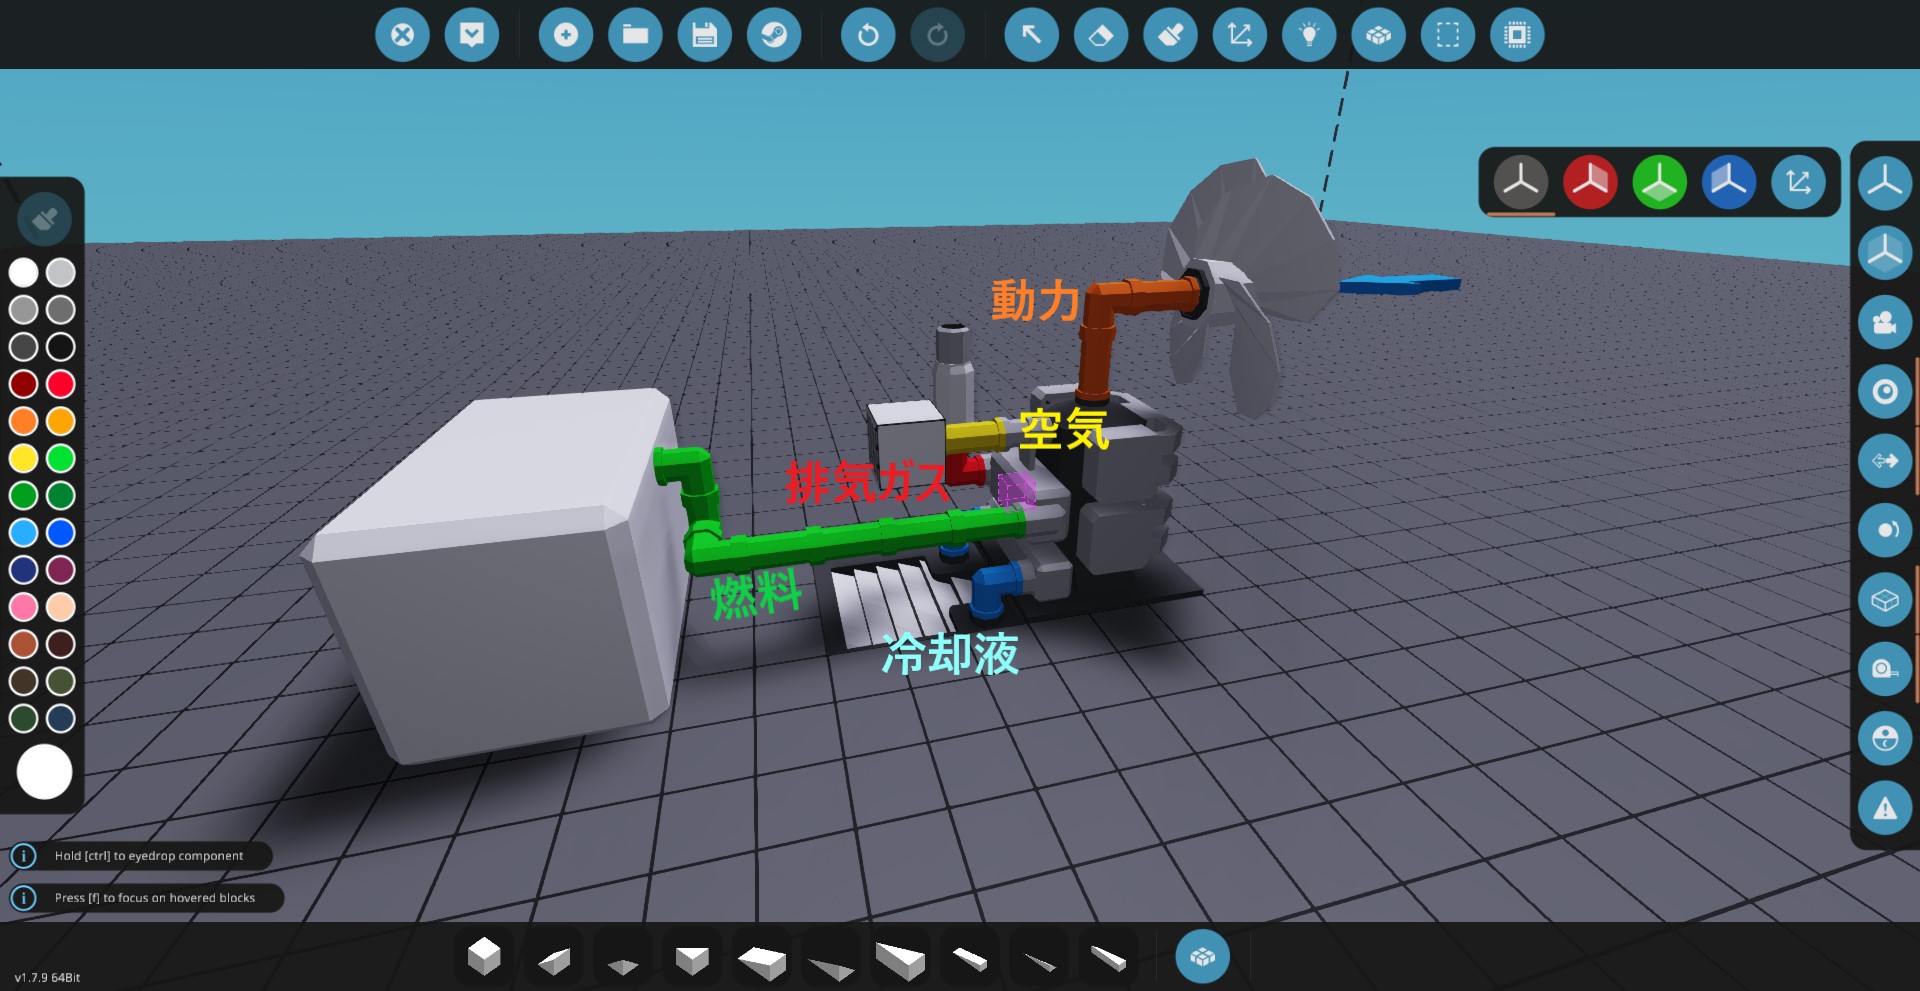 動力
空気
排気ガス
燃料
冷却液
Hold [ctrl] to eyedrop component
Press [f] to focus on hovered blocks
v1.7.9 64Bit